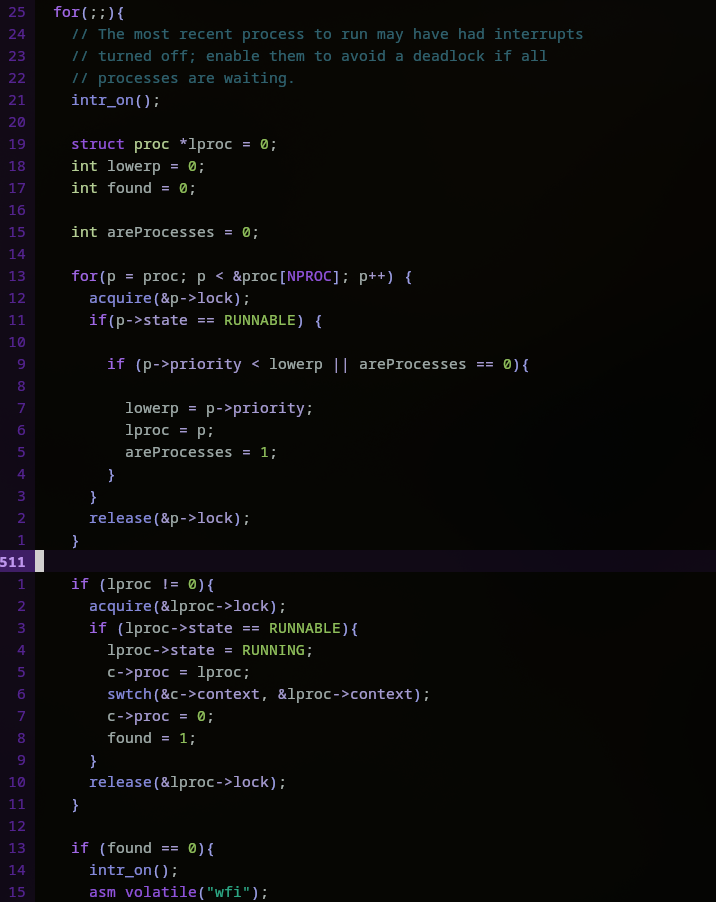 25 for(;;){
24 // The most recent process to run may have had interrupts
23 // turned off; enable them to avoid a deadlock if all
22 // processes are waiting.
21 intr_on();
20
19 struct proc *lproc = 0;
18 int lowerp = 0;
17 int found = 0;
16
15 int areProcesses = 0;
14
13 for(p = proc; p < &proc[NPROC]; p++) {
12 acquire(&p->lock);
11 if(p->state == RUNNABLE) {
10
9 if (p->priority < lowerp || areProcesses == 0){
8
7 lowerp = p->priority;
6 lproc = p;
5 areProcesses = 1;
4 }
3 }
2 release(&p->lock);
1 }
511
1 if (lproc != 0){
2 acquire(&lproc->lock);
3 if (lproc->state == RUNNABLE){
4 lproc->state = RUNNING;
5 c->proc = lproc;
6 swtch(&c->context, &lproc->context);
7 c->proc = 0;
8 found = 1;
9 }
10 release(&lproc->lock);
11 }
12
13 if (found == 0){
14 intr_on();
15 asm volatile("wfi");